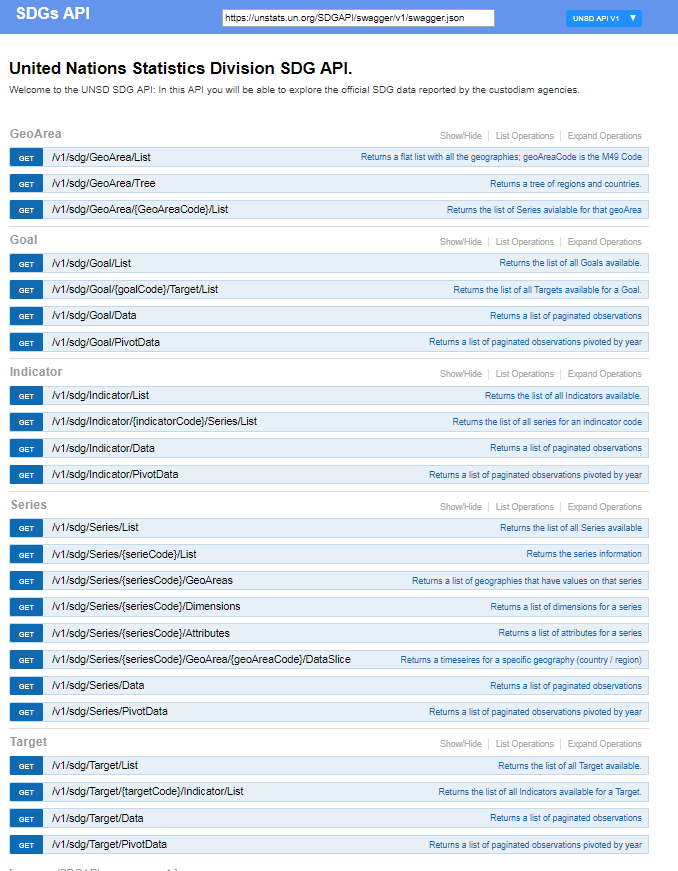 SDGs API
https://unstats.un.org/SDGAPI/swagger/v1/swagger.json
UNSD API V1 ▼
United Nations Statistics Division SDG API.
Welcome to the UNSD SDG API: In this API you will be able to explore the official SDG data reported by the custodiam agencies.
GeoArea Show/Hide List Operations Expand Operations
GET /v1/sdg/GeoArea/List Returns a flat list with all the geographies; geoAreaCode is the M49 Code
GET /v1/sdg/GeoArea/Tree Returns a tree of regions and countries.
GET /v1/sdg/GeoArea/{GeoAreaCode}/List Returns the list of Series avialable for that geoArea
Goal Show/Hide List Operations Expand Operations
GET /v1/sdg/Goal/List Returns the list of all Goals available.
GET /v1/sdg/Goal/{goalCode}/Target/List Returns the list of all Targets available for a Goal.
GET /v1/sdg/Goal/Data Returns a list of paginated observations
GET /v1/sdg/Goal/PivotData Returns a list of paginated observations pivoted by year
Indicator Show/Hide List Operations Expand Operations
GET /v1/sdg/Indicator/List Returns the list of all Indicators available.
GET /v1/sdg/Indicator/{indicatorCode}/Series/List Returns the list of all series for an indincator code
GET /v1/sdg/Indicator/Data Returns a list of paginated observations
GET /v1/sdg/Indicator/PivotData Returns a list of paginated observations pivoted by year
Series Show/Hide List Operations Expand Operations
GET /v1/sdg/Series/List Returns the list of all Series available
GET /v1/sdg/Series/{serieCode}/List Returns the series information
GET /v1/sdg/Series/{seriesCode}/GeoAreas Returns a list of geographies that have values on that series
GET /v1/sdg/Series/{seriesCode}/Dimensions Returns a list of dimensions for a series
GET /v1/sdg/Series/{seriesCode}/Attributes Returns a list of attributes for a series
GET /v1/sdg/Series/{seriesCode}/GeoArea/{geoAreaCode}/DataSlice Returns a timeseires for a specific geography (country / region)
GET /v1/sdg/Series/Data Returns a list of paginated observations
GET /v1/sdg/Series/PivotData Returns a list of paginated observations pivoted by year
Target Show/Hide List Operations Expand Operations
GET /v1/sdg/Target/List Returns the list of all Target available.
GET /v1/sdg/Target/{targetCode}/Indicator/List Returns the list of all Indicators available for a Target.
GET /v1/sdg/Target/Data Returns a list of paginated observations
GET /v1/sdg/Target/PivotData Returns a list of paginated observations pivoted by year